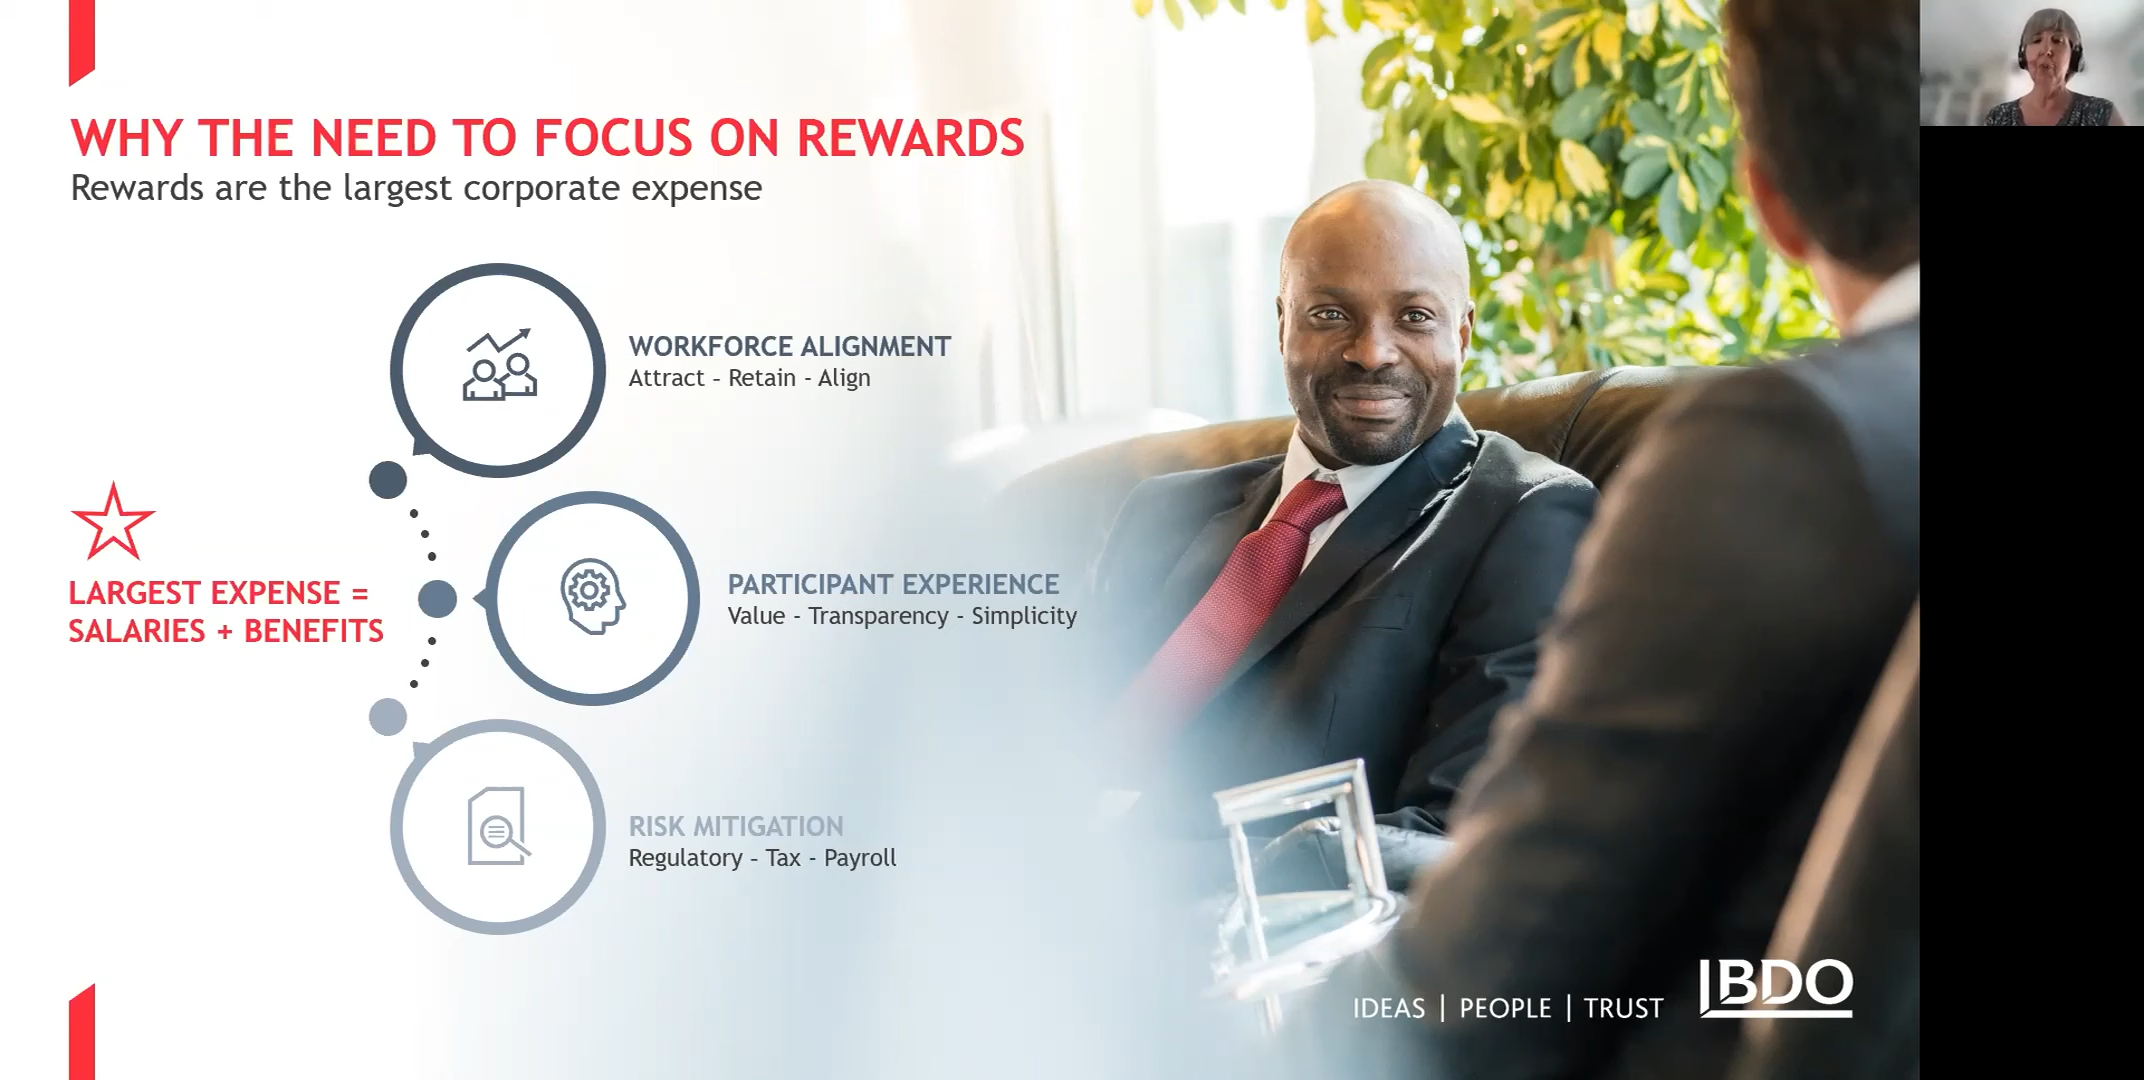 WHY THE NEED TO FOCUS ON REWARDS
Rewards are the largest corporate expense
WORKFORCE ALIGNMENT
Attract - Retain - Align
LARGEST EXPENSE =
SALARIES + BENEFITS
PARTICIPANT EXPERIENCE
Value - Transparency - Simplicity
RISK MITIGATION
Regulatory - Tax - Payroll
IDEAS | PEOPLE | TRUST
BDO